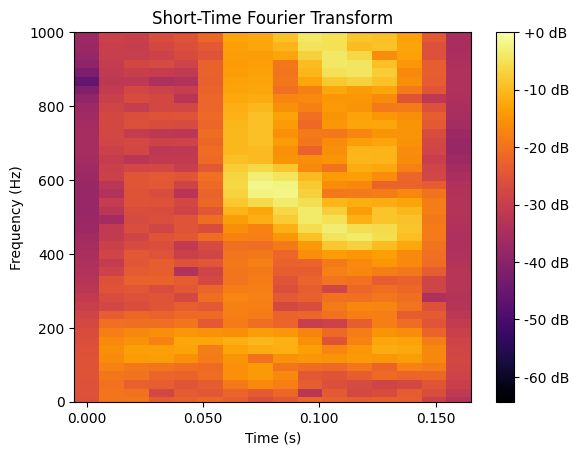 Short-Time Fourier Transform
1000
800
600
400
200
0
Frequency (Hz)
0.000
0.050
0.100
0.150
Time (s)
+0 dB
-10 dB
-20 dB
-30 dB
-40 dB
-50 dB
-60 dB